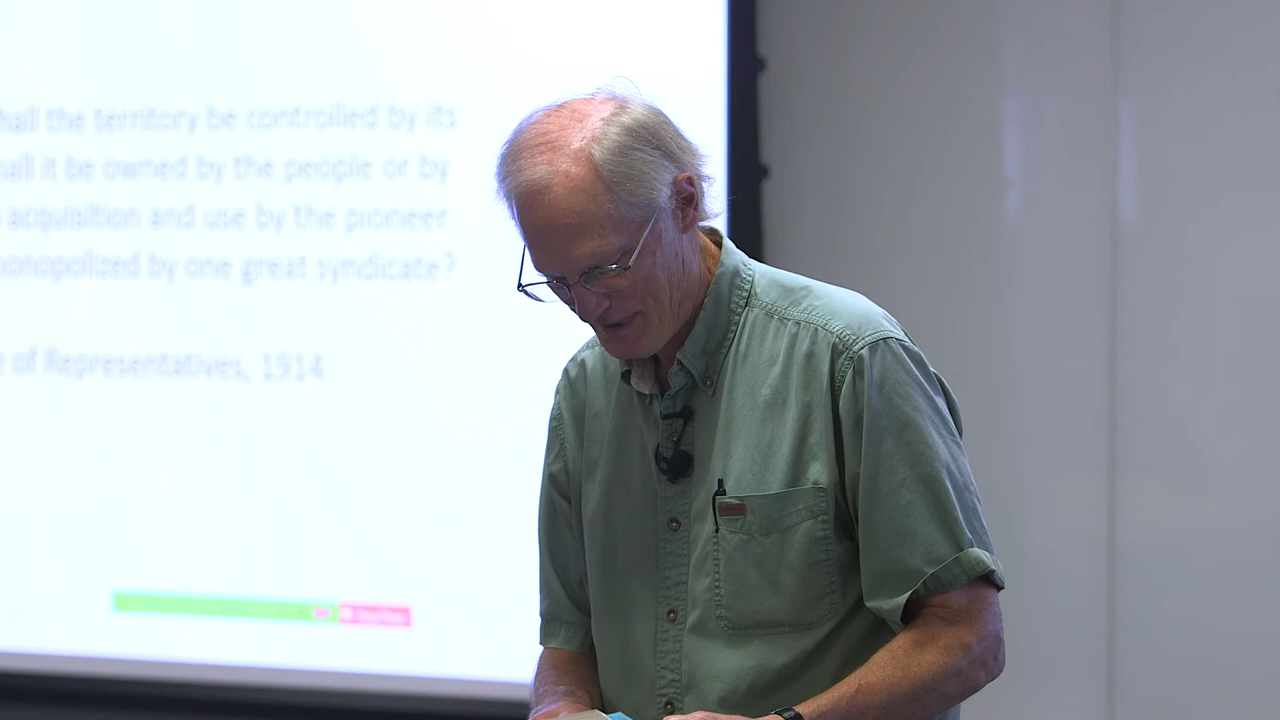 hall the territory be controlled by its
hall it be owned by the people or by
acquisition and use by the pioneer
monopolized by one great syndicate?
e of Representatives, 1914